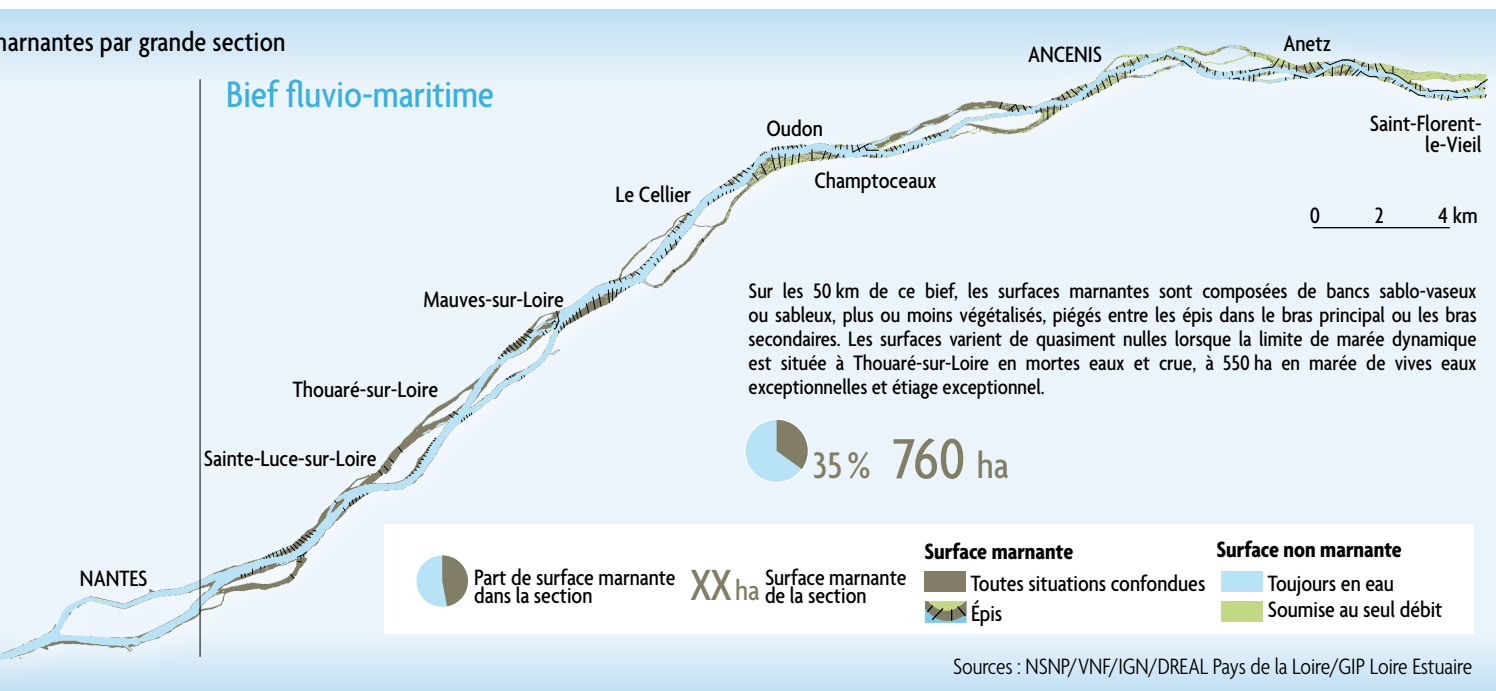 marnantes par grande section
Bief fluvio-maritime
ANCENIS
Anetz
Saint-Florent-
le-Vieil
Oudon
Champtoceaux
Le Cellier
0 2 4 km
Mauves-sur-Loire
Sur les 50 km de ce bief, les surfaces marnantes sont composées de bancs sablo-vaseux
ou sableux, plus ou moins végétalisés, piégés entre les épis dans le bras principal ou les bras
secondaires. Les surfaces varient de quasiment nulles lorsque la limite de marée dynamique
est située à Thouaré-sur-Loire en mortes eaux et crue, à 550 ha en marée de vives eaux
exceptionnelles et étiage exceptionnel.
Thouaré-sur-Loire
Sainte-Luce-sur-Loire
35 % 760 ha
NANTES
Part de surface marnante
dans la section
XX ha
Surface marnante
de la section
Surface marnante
Toutes situations confondues
Épis
Surface non marnante
Toujours en eau
Soumise au seul débit
Sources : NSNP/VNF/IGN/DREAL Pays de la Loire/GIP Loire Estuaire